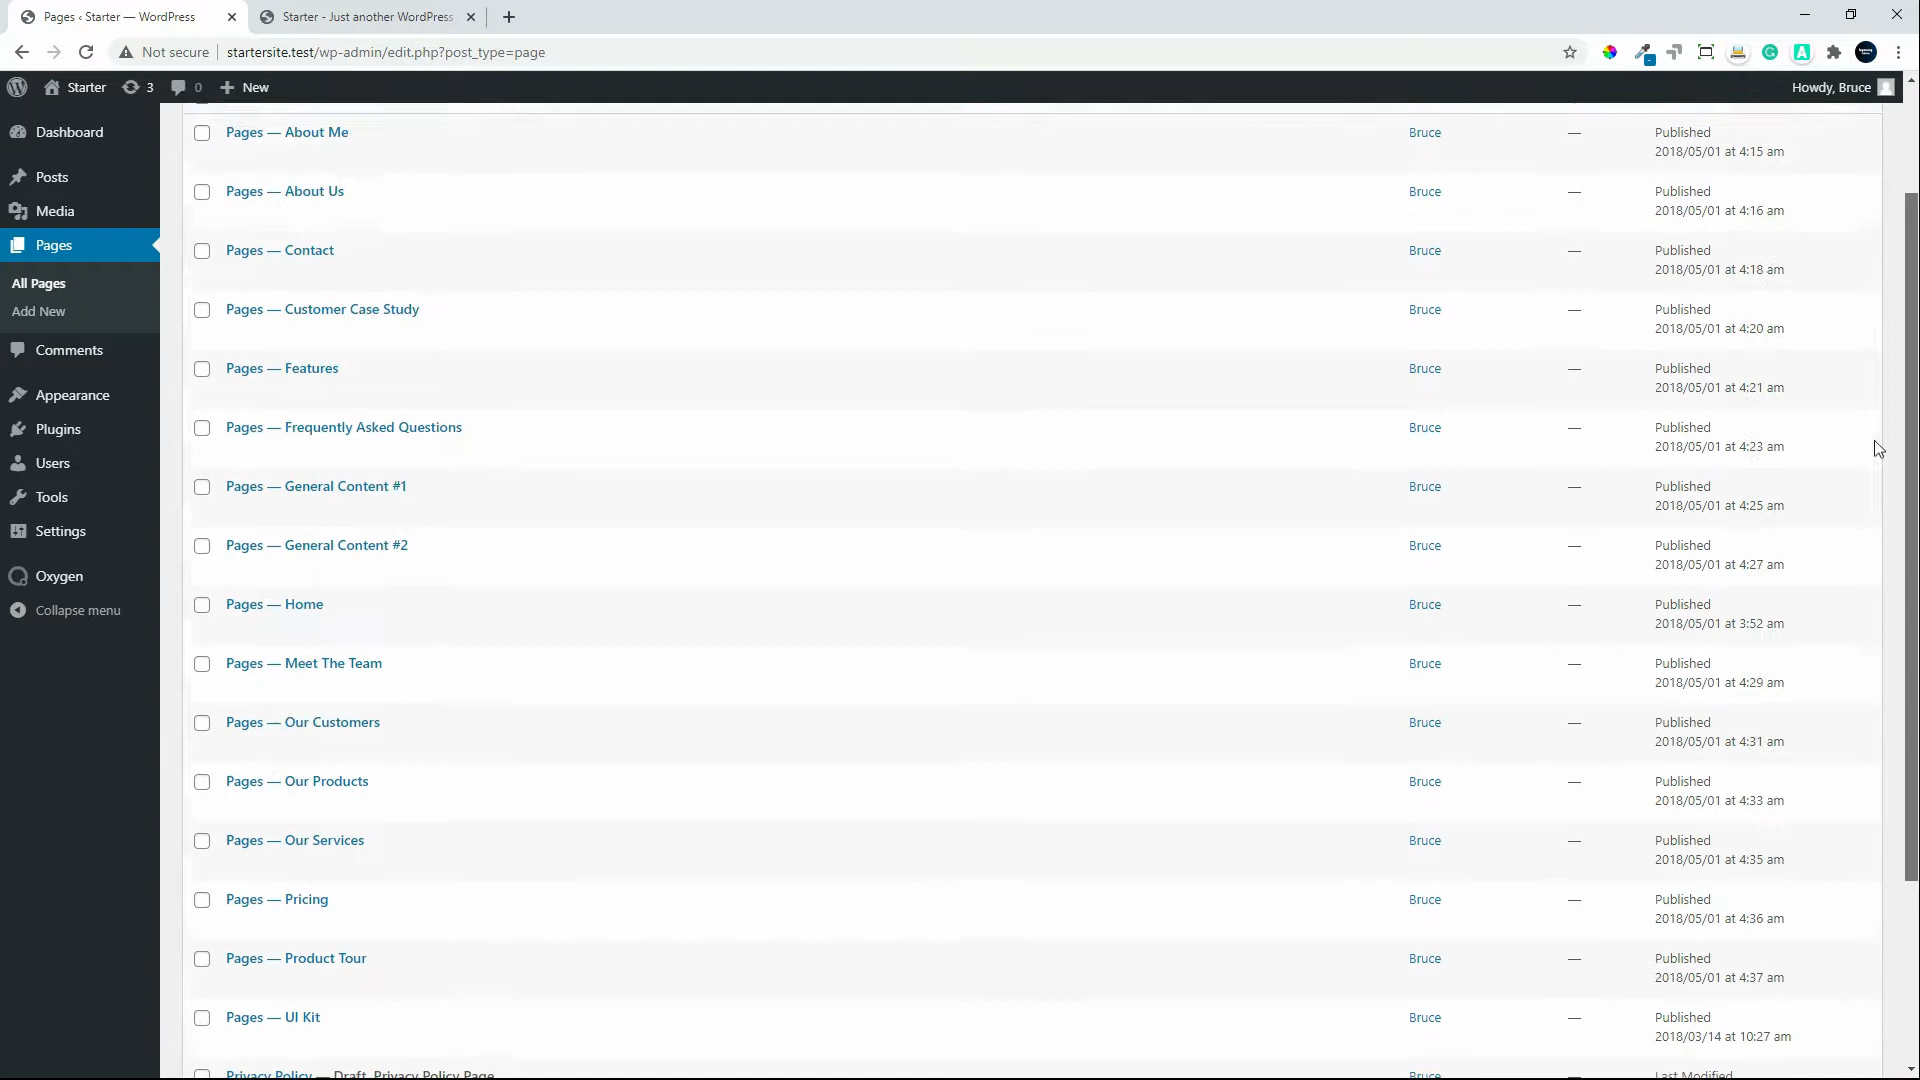 Pages ‹ Starter — WordPress
Starter - Just another WordPress
Not secure
startersite.test/wp-admin/edit.php?post_type=page
Starter
3
0
New
Howdy, Bruce
Dashboard
Posts
Media
Pages
All Pages
Add New
Comments
Appearance
Plugins
Users
Tools
Settings
Oxygen
Collapse menu
Pages — About Me Bruce — Published
2018/05/01 at 4:15 am
Pages — About Us Bruce — Published
2018/05/01 at 4:16 am
Pages — Contact Bruce — Published
2018/05/01 at 4:18 am
Pages — Customer Case Study Bruce — Published
2018/05/01 at 4:20 am
Pages — Features Bruce — Published
2018/05/01 at 4:21 am
Pages — Frequently Asked Questions Bruce — Published
2018/05/01 at 4:23 am
Pages — General Content #1 Bruce — Published
2018/05/01 at 4:25 am
Pages — General Content #2 Bruce — Published
2018/05/01 at 4:27 am
Pages — Home Bruce — Published
2018/05/01 at 3:52 am
Pages — Meet The Team Bruce — Published
2018/05/01 at 4:29 am
Pages — Our Customers Bruce — Published
2018/05/01 at 4:31 am
Pages — Our Products Bruce — Published
2018/05/01 at 4:33 am
Pages — Our Services Bruce — Published
2018/05/01 at 4:35 am
Pages — Pricing Bruce — Published
2018/05/01 at 4:36 am
Pages — Product Tour Bruce — Published
2018/05/01 at 4:37 am
Pages — UI Kit Bruce — Published
2018/03/14 at 10:27 am
Privacy Policy — Draft, Privacy Policy Page Bruce Last Modified